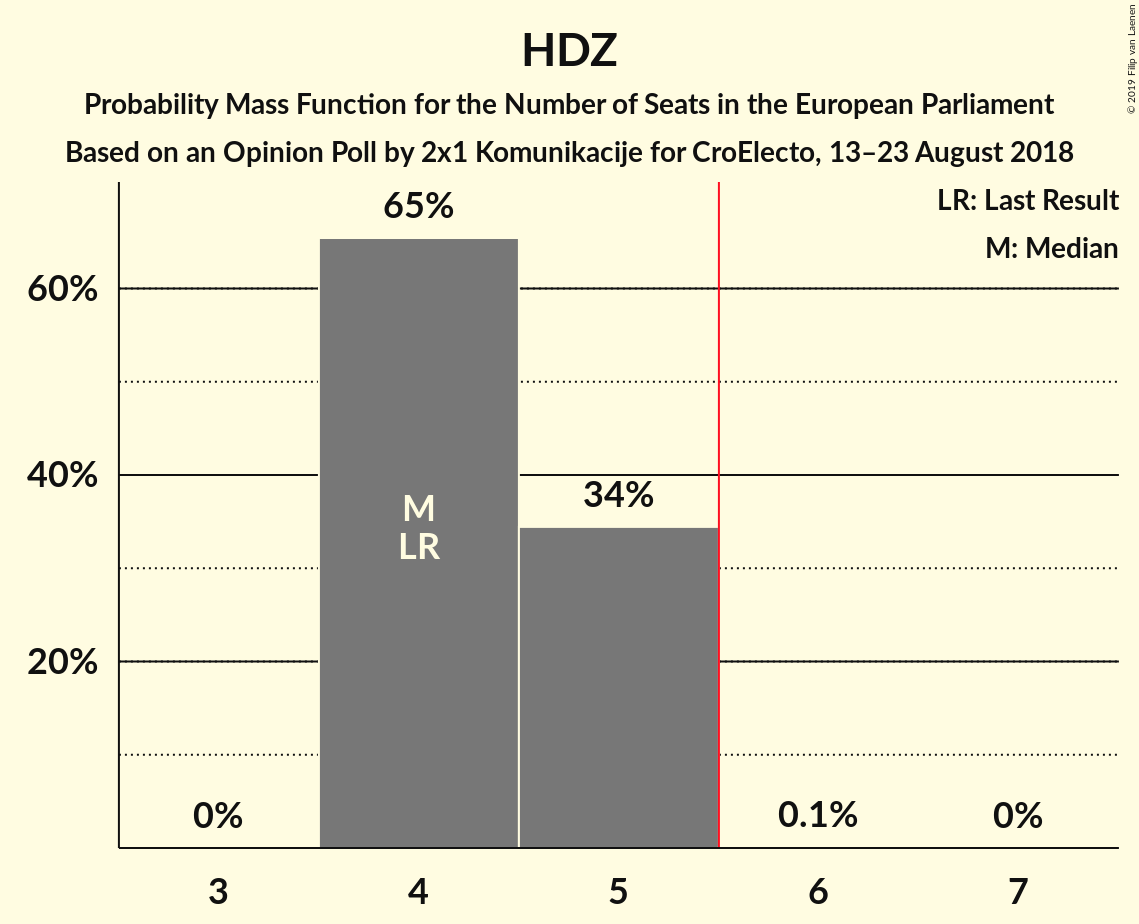 HDZ
Probability Mass Function for the Number of Seats in the European Parliament
Based on an Opinion Poll by 2x1 Komunikacije for CroElecto, 13–23 August 2018
© 2019 Filip van Laenen
LR: Last Result
M: Median
65%
60%
40%
34%
M
LR
20%
0%
0.1%
0%
3
4
5
6
7